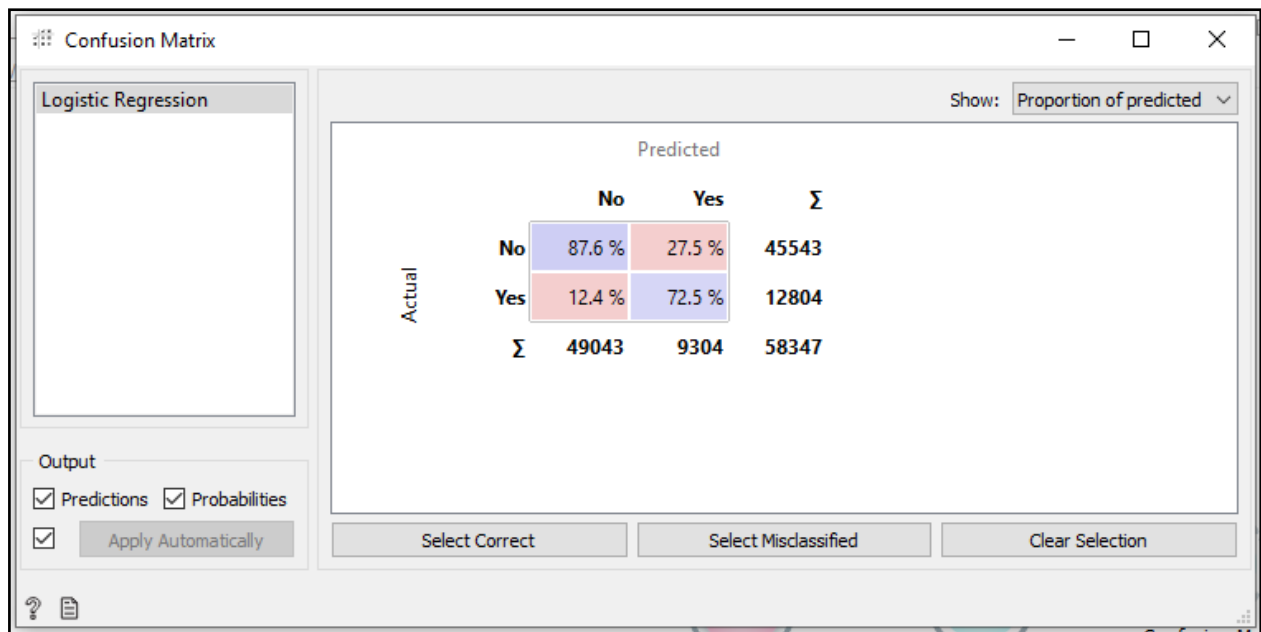 Confusion Matrix
Logistic Regression
Show: Proportion of predicted
Predicted
No Yes Σ
No 87.6 % 27.5 % 45543
Actual
Yes 12.4 % 72.5 % 12804
Σ 49043 9304 58347
Output
Predictions Probabilities
Apply Automatically
Select Correct Select Misclassified Clear Selection
?